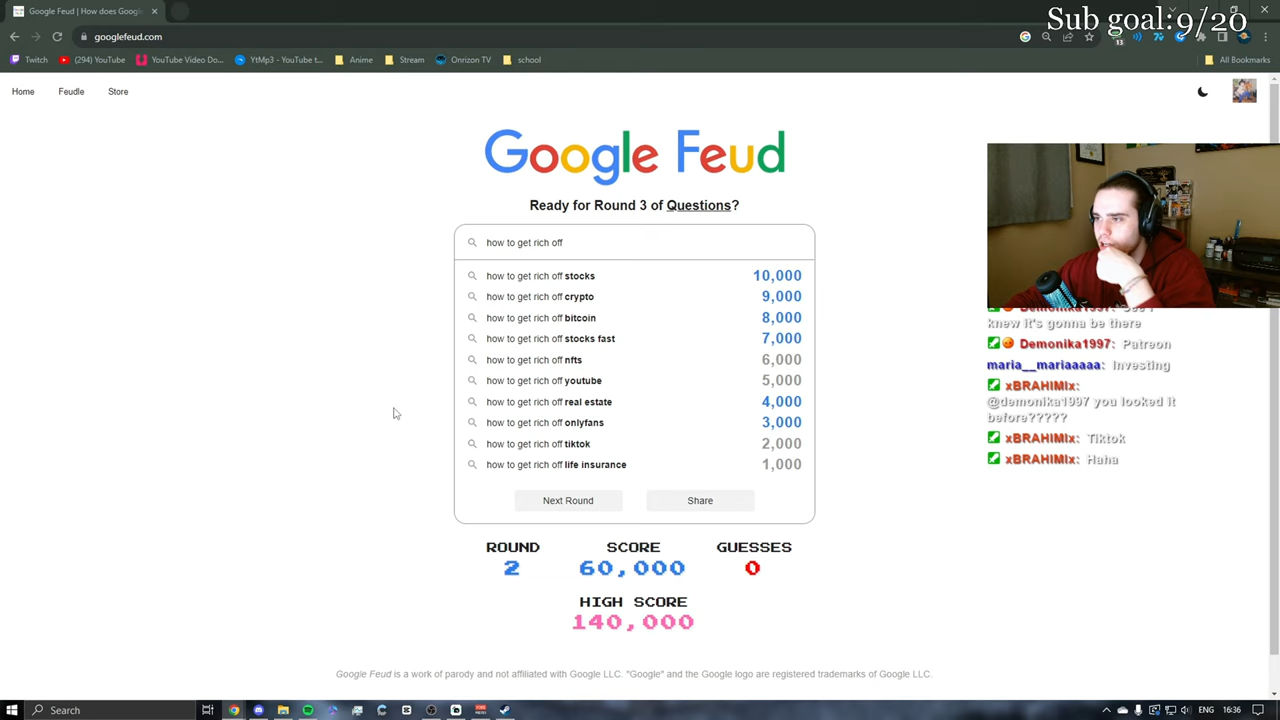 Google Feud | How does Googl
Sub goal:9/20
googlefeud.com
13
Twitch
(294) YouTube
YouTube Video Do...
YtMp3 - YouTube t...
Anime
Stream
Onrizon TV
school
All Bookmarks
Home
Feudle
Store
Google Feud
Ready for Round 3 of Questions?
how to get rich off
how to get rich off stocks 10,000
how to get rich off crypto 9,000
how to get rich off bitcoin 8,000
how to get rich off stocks fast 7,000
how to get rich off nfts 6,000
how to get rich off youtube 5,000
how to get rich off real estate 4,000
how to get rich off onlyfans 3,000
how to get rich off tiktok 2,000
how to get rich off life insurance 1,000
Next Round
Share
ROUND SCORE GUESSES
2 60,000 0
HIGH SCORE
140,000
Google Feud is a work of parody and not affiliated with Google LLC. "Google" and the Google logo are registered trademarks of Google LLC.
Demonika1997: See I
knew it's gonna be there
Demonika1997: Patreon
maria__mariaaaaa: Investing
xBRAHIMIx:
@demonika1997 you looked it
before?????
xBRAHIMIx: Tiktok
xBRAHIMIx: Haha
Search
ENG
16:36